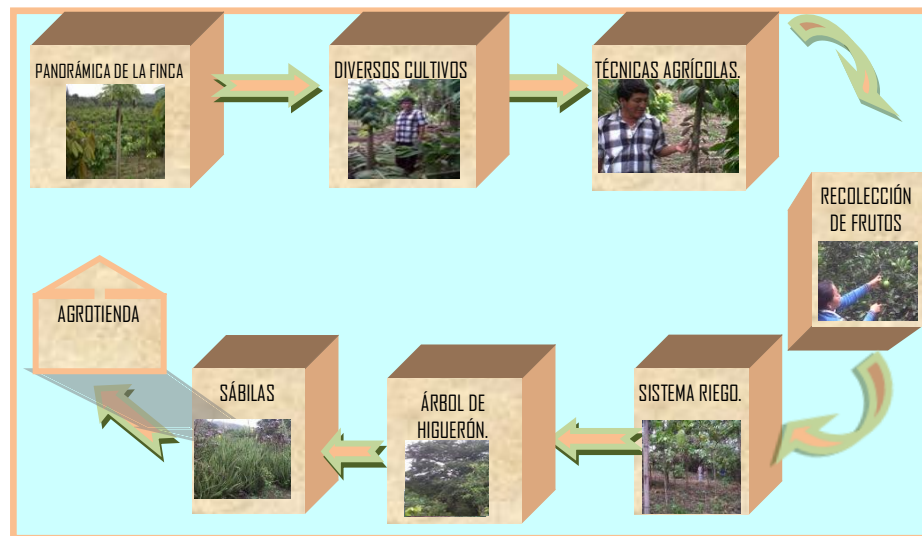 PANORÁMICA DE LA FINCA
DIVERSOS CULTIVOS
TÉCNICAS AGRÍCOLAS.
RECOLECCIÓN
DE FRUTOS
SISTEMA RIEGO.
ÁRBOL DE
HIGUERÓN.
SÁBILAS
AGROTIENDA